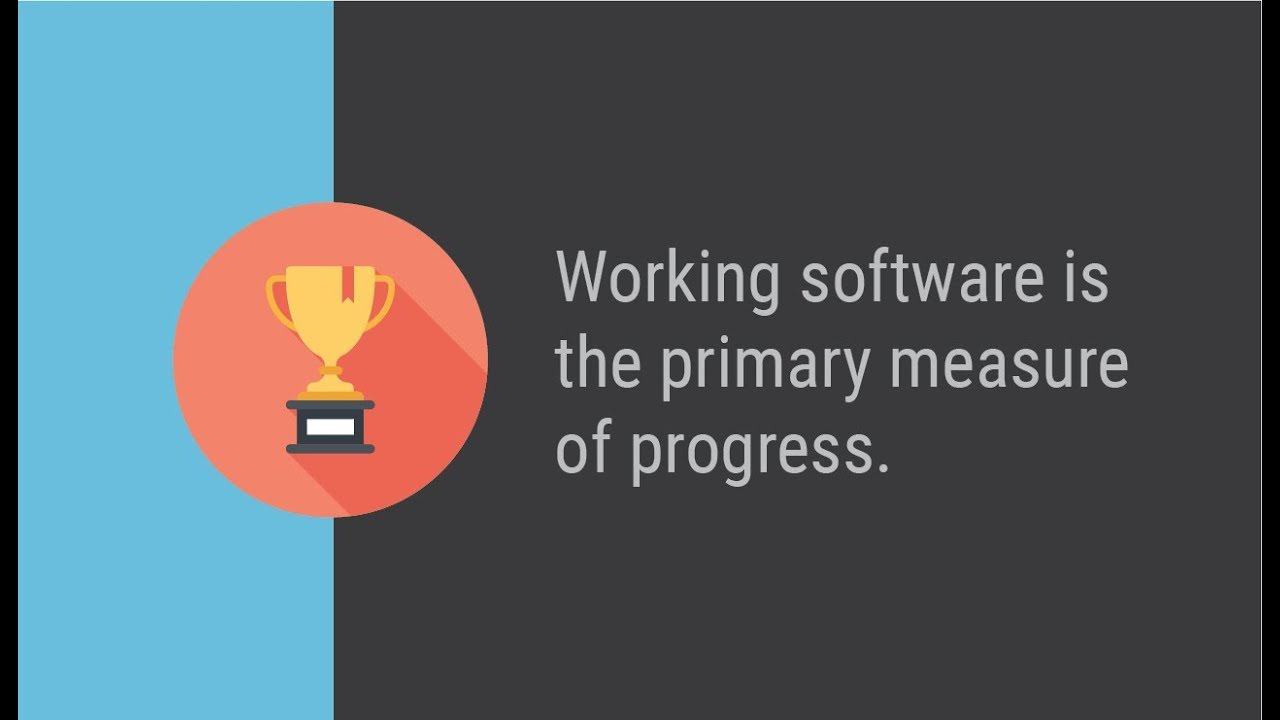 Working software is
the primary measure
of progress.